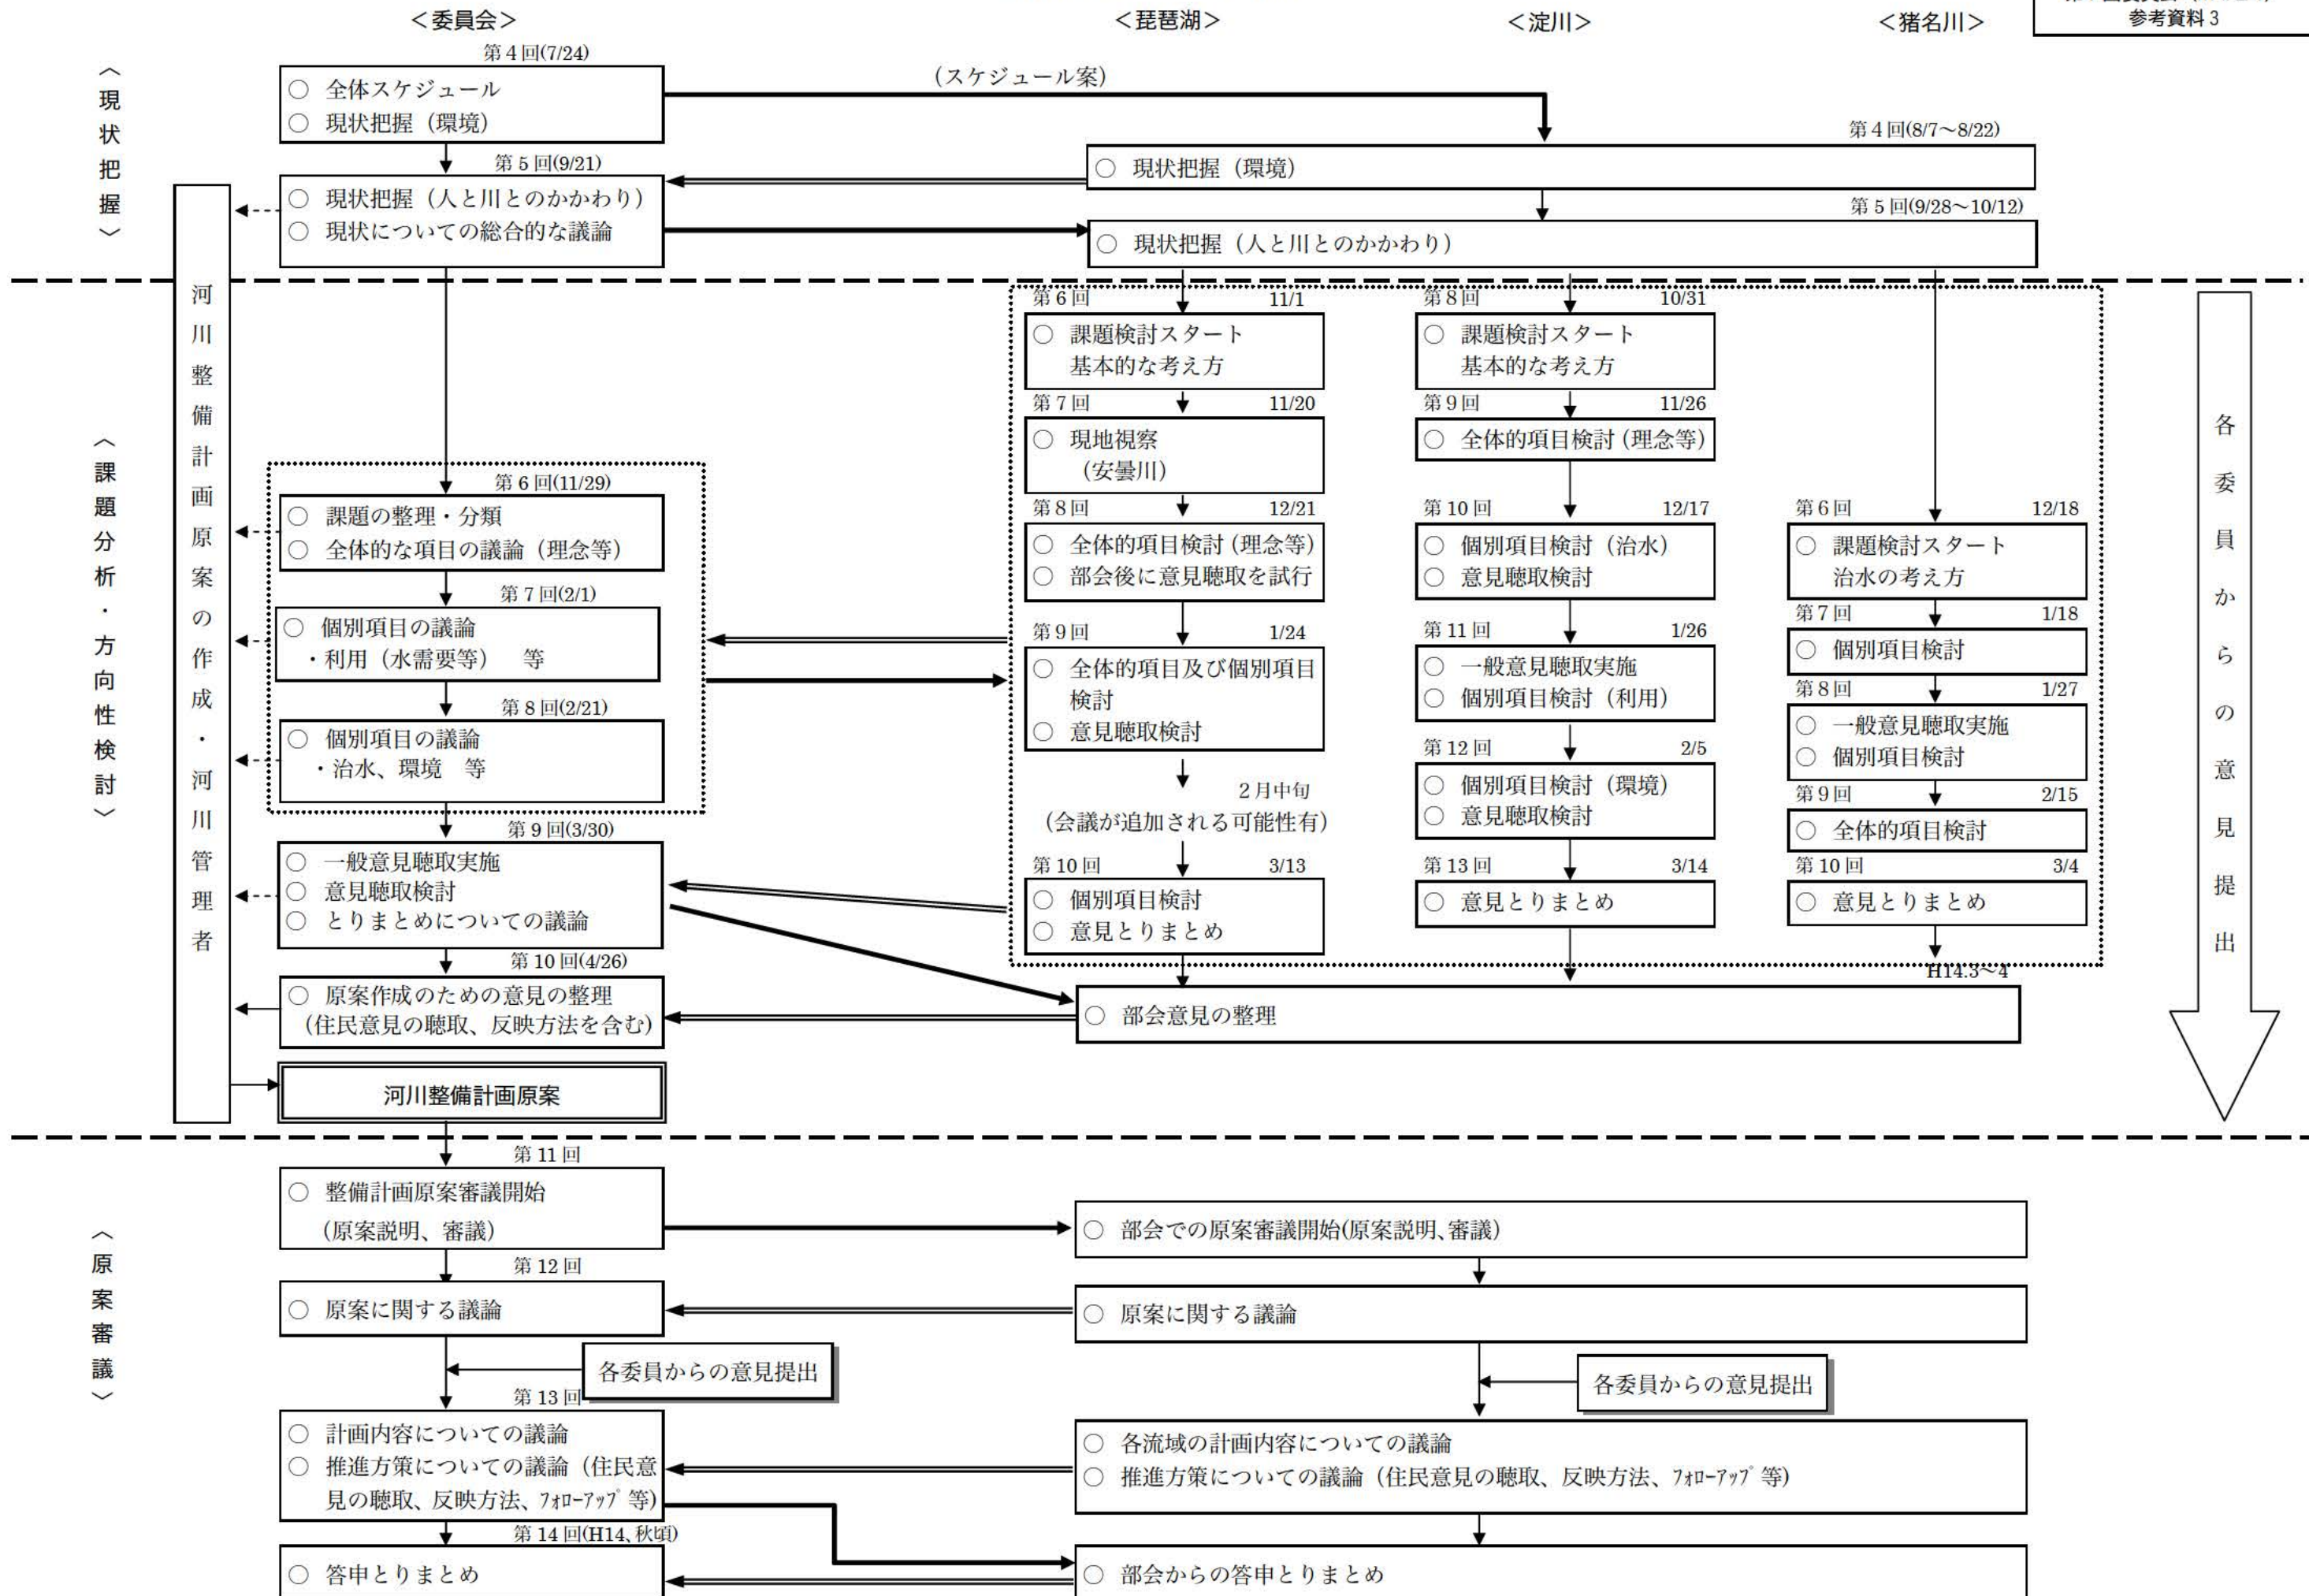 ＜委員会＞
＜琵琶湖＞
＜淀川＞
＜猪名川＞
参考資料 3
〈現状把握〉
第 4 回(7/24)
○ 全体スケジュール
○ 現状把握（環境）
（スケジュール案）
第 4 回(8/7～8/22)
○ 現状把握（環境）
第 5 回(9/21)
○ 現状把握（人と川とのかかわり）
○ 現状についての総合的な議論
第 5 回(9/28～10/12)
○ 現状把握（人と川とのかかわり）
河川整備計画原案の作成・河川管理者
〈課題分析・方向性検討〉
第 6 回(11/29)
○ 課題の整理・分類
○ 全体的な項目の議論（理念等）
第 7 回(2/1)
○ 個別項目の議論
・利用（水需要等）　等
第 8 回(2/21)
○ 個別項目の議論
・治水、環境　等
第 9 回(3/30)
○ 一般意見聴取実施
○ 意見聴取検討
○ とりまとめについての議論
第 10 回(4/26)
○ 原案作成のための意見の整理
（住民意見の聴取、反映方法を含む）
河川整備計画原案
第 6 回　11/1
○ 課題検討スタート
基本的な考え方
第 7 回　11/20
○ 現地視察
（安曇川）
第 8 回　12/21
○ 全体的項目検討（理念等）
○ 部会後に意見聴取を試行
第 9 回　1/24
○ 全体的項目及び個別項目
検討
○ 意見聴取検討
2 月中旬
（会議が追加される可能性有）
第 10 回　3/13
○ 個別項目検討
○ 意見とりまとめ
第 8 回　10/31
○ 課題検討スタート
基本的な考え方
第 9 回　11/26
○ 全体的項目検討（理念等）
第 10 回　12/17
○ 個別項目検討（治水）
○ 意見聴取検討
第 11 回　1/26
○ 一般意見聴取実施
○ 個別項目検討（利用）
第 12 回　2/5
○ 個別項目検討（環境）
○ 意見聴取検討
第 13 回　3/14
○ 意見とりまとめ
第 6 回　12/18
○ 課題検討スタート
治水の考え方
第 7 回　1/18
○ 個別項目検討
第 8 回　1/27
○ 一般意見聴取実施
○ 個別項目検討
第 9 回　2/15
○ 全体的項目検討
第 10 回　3/4
○ 意見とりまとめ
H14.3～4
○ 部会意見の整理
各委員からの意見提出
〈原案審議〉
第 11 回
○ 整備計画原案審議開始
（原案説明、審議）
○ 部会での原案審議開始(原案説明、審議)
第 12 回
○ 原案に関する議論
○ 原案に関する議論
各委員からの意見提出
各委員からの意見提出
第 13 回
○ 計画内容についての議論
○ 推進方策についての議論（住民意
見の聴取、反映方法、ﾌｫﾛｰｱｯﾌﾟ等）
○ 各流域の計画内容についての議論
○ 推進方策についての議論（住民意見の聴取、反映方法、ﾌｫﾛｰｱｯﾌﾟ等）
第 14 回(H14、秋頃)
○ 答申とりまとめ
○ 部会からの答申とりまとめ